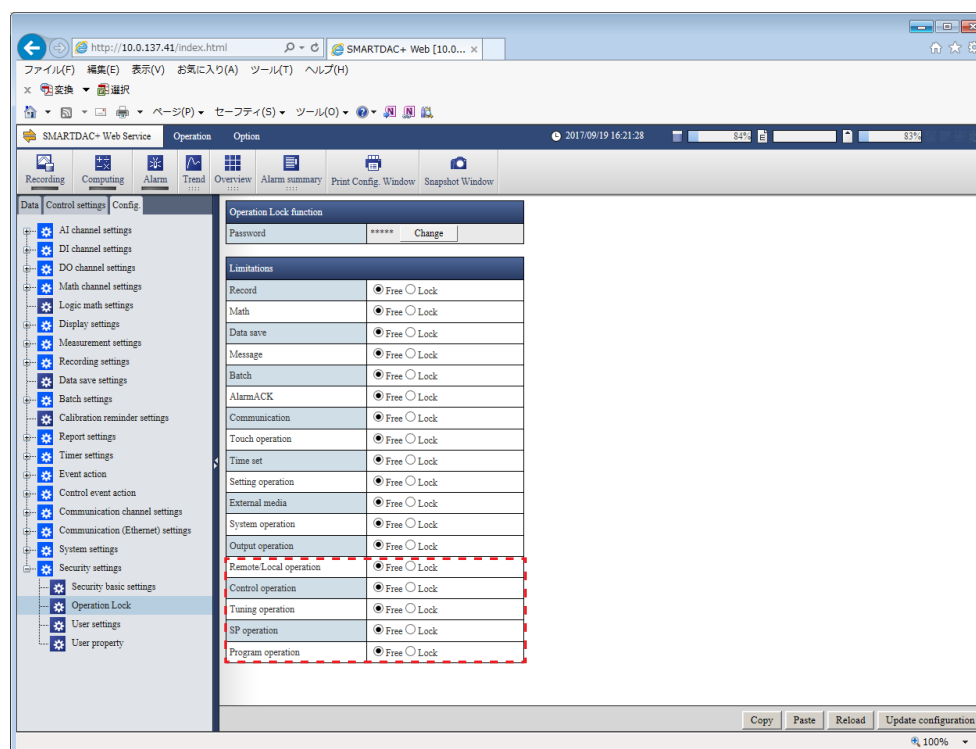 http://10.0.137.41/index.html
SMARTDAC+ Web [10.0... ×
ファイル(F) 編集(E) 表示(V) お気に入り(A) ツール(T) ヘルプ(H)
x 変換 ▼ 選択
ページ(P) セーフティ(S) ツール(O)
SMARTDAC+ Web Service Operation Option 2017/09/19 16:21:28 84% 83%
Recording Computing Alarm Trend Overview Alarm summary Print Config. Window Snapshot Window
Data Control settings Config.
AI channel settings
DI channel settings
DO channel settings
Math channel settings
Logic math settings
Display settings
Measurement settings
Recording settings
Data save settings
Batch settings
Calibration reminder settings
Report settings
Timer settings
Event action
Control event action
Communication channel settings
Communication (Ethernet) settings
System settings
Security settings
Security basic settings
Operation Lock
User settings
User property
Operation Lock function
Password ***** Change
Limitations
Record Free Lock
Math Free Lock
Data save Free Lock
Message Free Lock
Batch Free Lock
AlarmACK Free Lock
Communication Free Lock
Touch operation Free Lock
Time set Free Lock
Setting operation Free Lock
External media Free Lock
System operation Free Lock
Output operation Free Lock
Remote/Local operation Free Lock
Control operation Free Lock
Tuning operation Free Lock
SP operation Free Lock
Program operation Free Lock
Copy Paste Reload Update configuration
100%